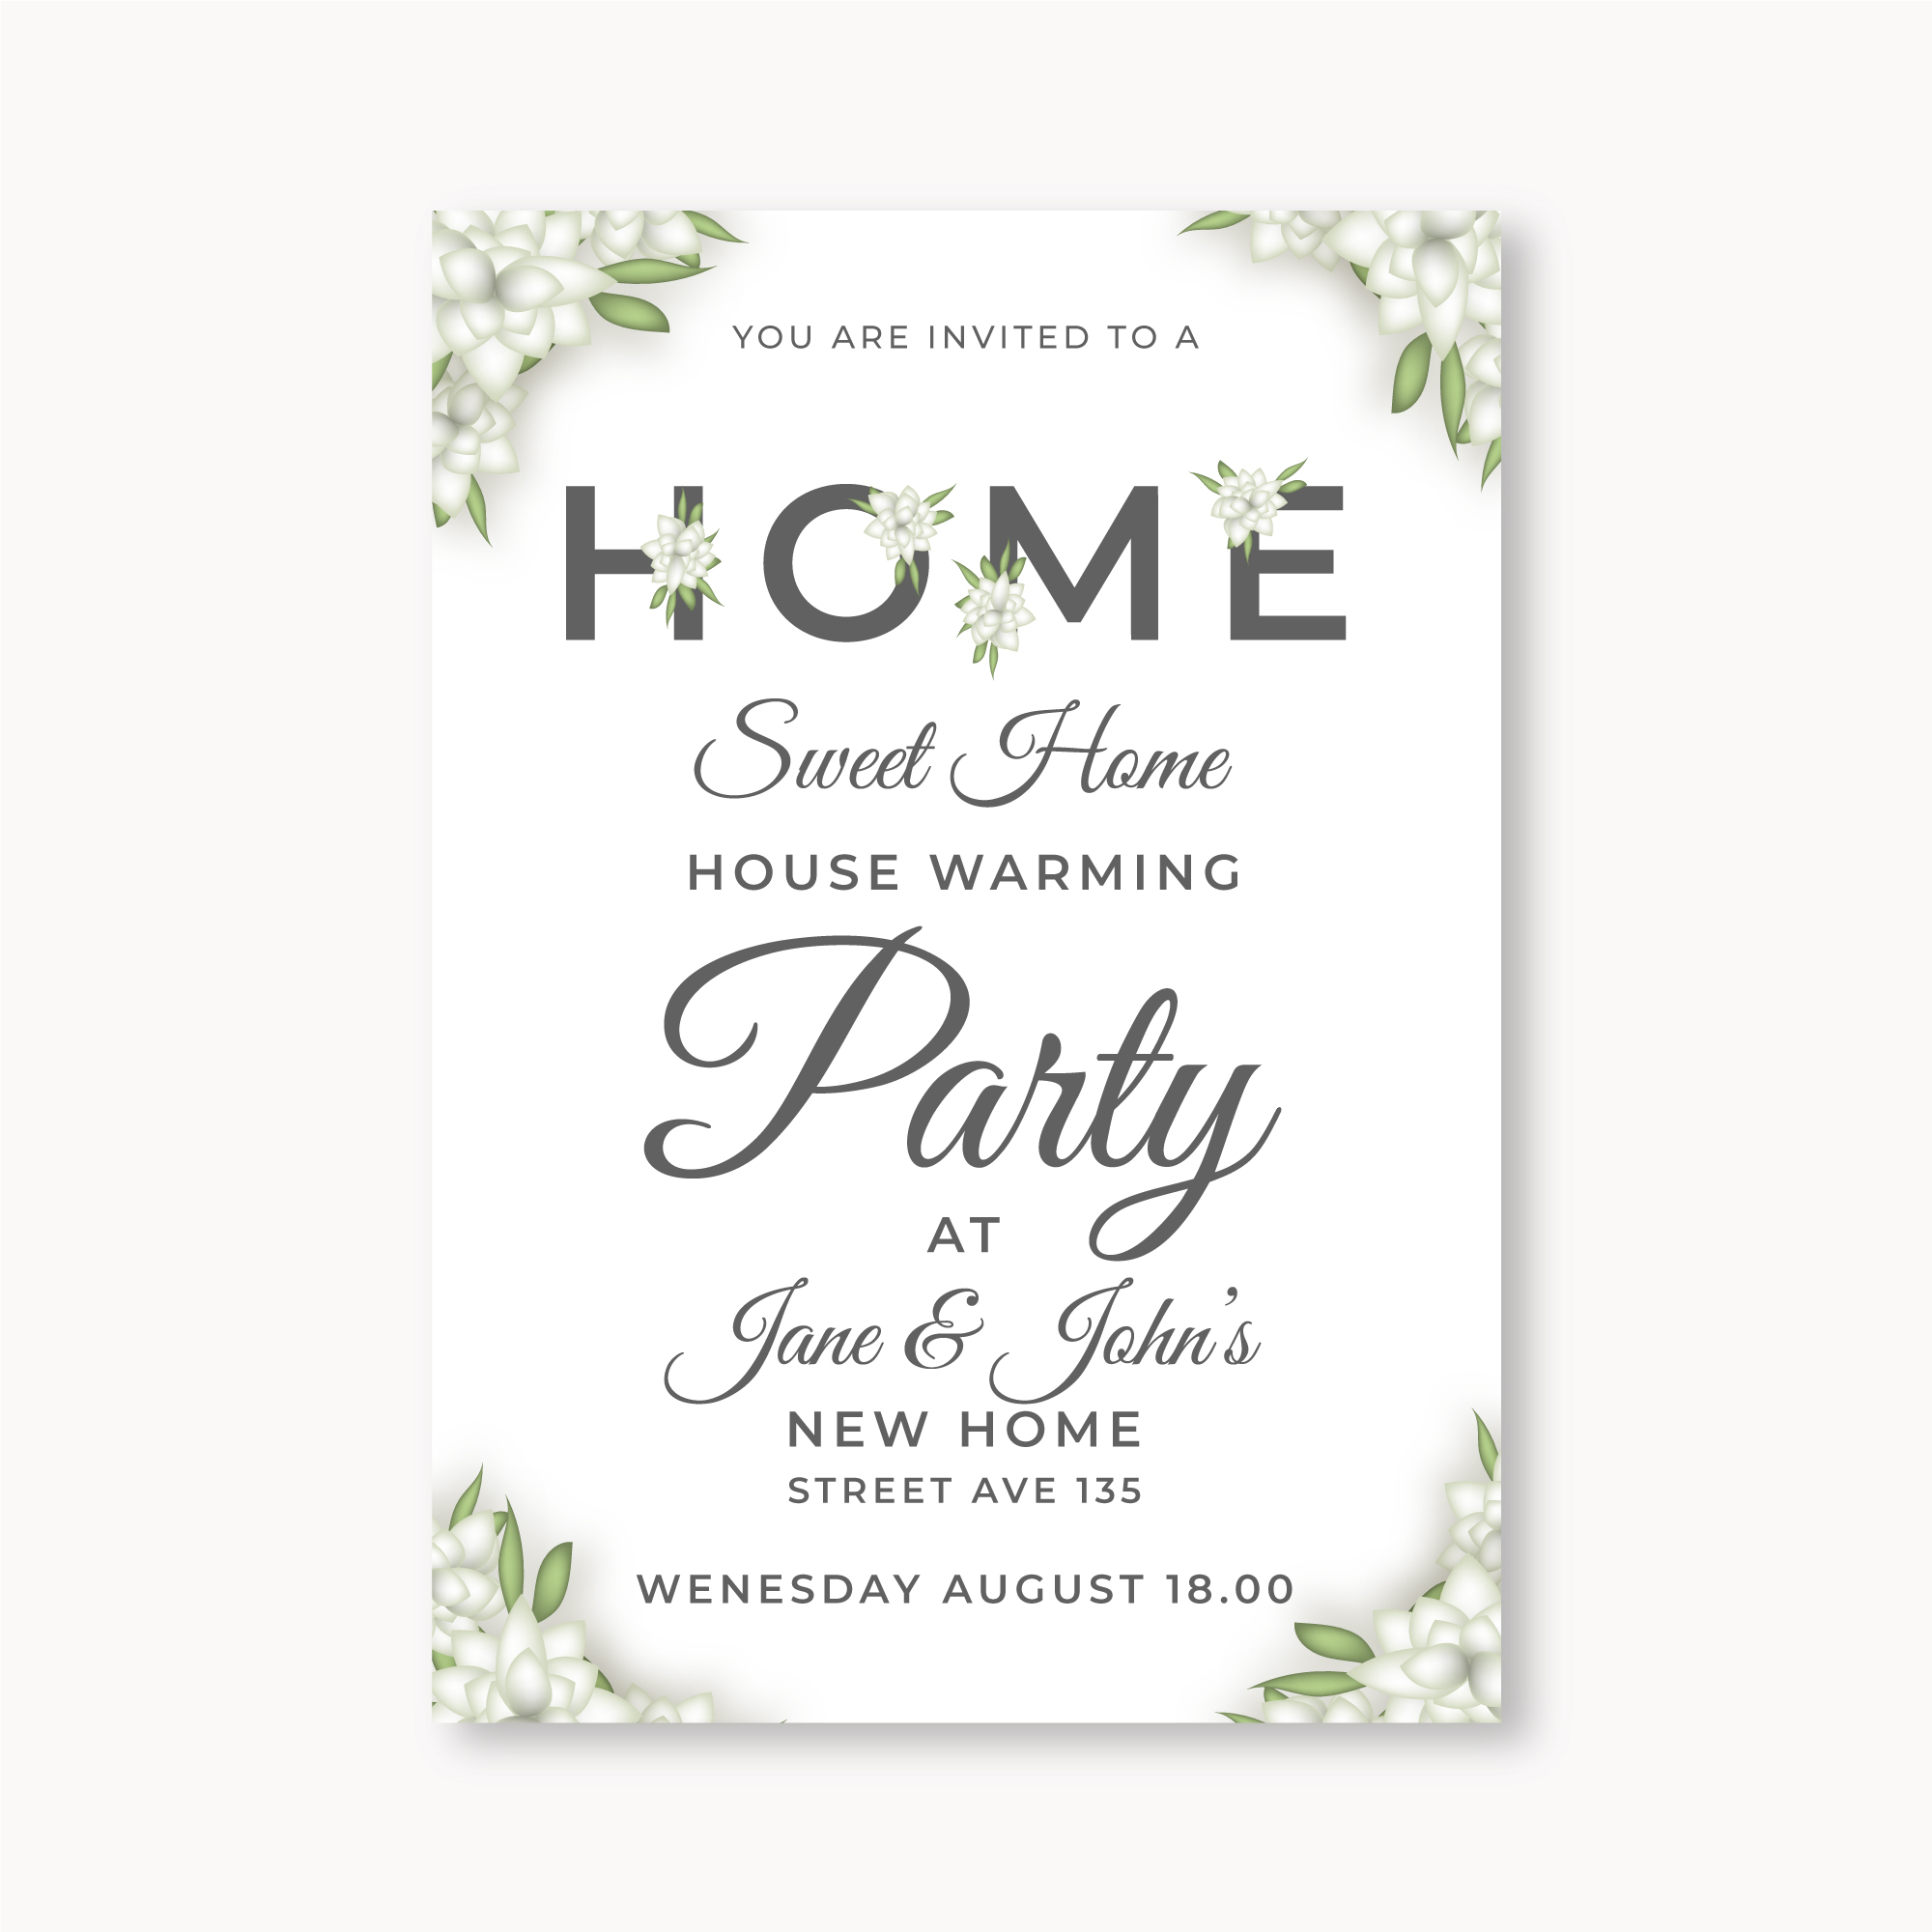 YOU ARE INVITED TO A
HOME
Sweet Home
HOUSE WARMING
Party
AT
Jane & John's
NEW HOME
STREET AVE 135
WENESDAY AUGUST 18.00